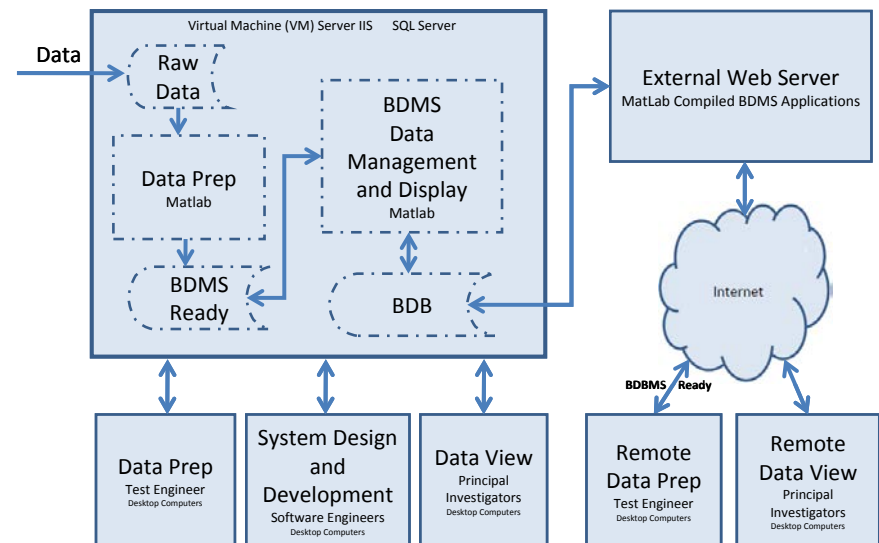 Virtual Machine (VM) Server IIS SQL Server
Data
Raw
Data
Data Prep
Matlab
BDMS
Ready
BDMS
Data
Management
and Display
Matlab
BDB
External Web Server
MatLab Compiled BDMS Applications
Internet
BDBMS Ready
Data Prep
Test Engineer
Desktop Computers
System Design
and
Development
Software Engineers
Desktop Computers
Data View
Principal
Investigators
Desktop Computers
Remote
Data Prep
Test Engineer
Desktop Computers
Remote
Data View
Principal
Investigators
Desktop Computers